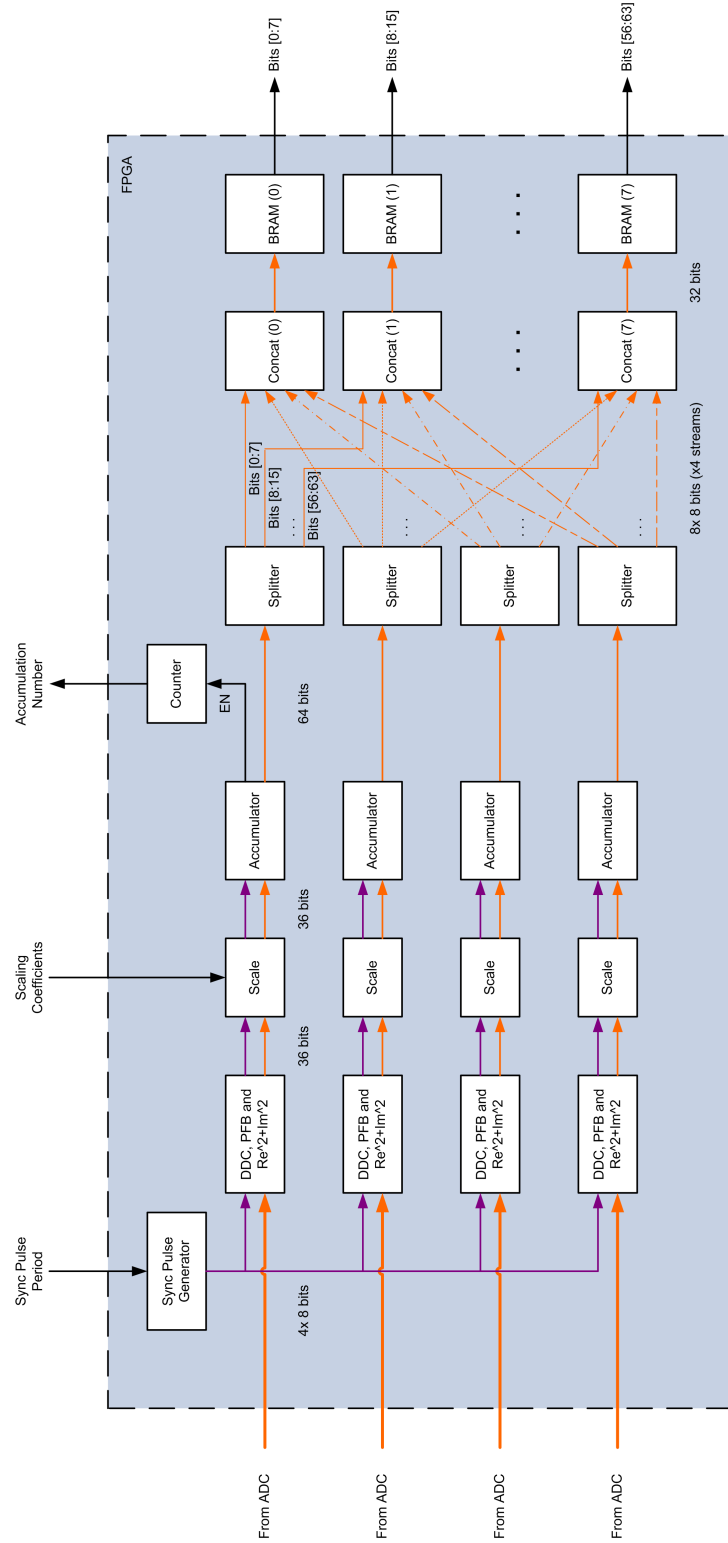 Sync Pulse
Period
Scaling
Coefficients
Accumulation
Number
FPGA
Sync Pulse
Generator
Counter
EN
From ADC
DDC, PFB and
Re^2+Im^2
Scale
Accumulator
Splitter
Bits [0:7]
Bits [8:15]
. . .
Bits [56:63]
Concat (0)
BRAM (0)
Bits [0:7]
4x 8 bits
36 bits
36 bits
64 bits
From ADC
DDC, PFB and
Re^2+Im^2
Scale
Accumulator
Splitter
. . .
Concat (1)
BRAM (1)
Bits [8:15]
From ADC
DDC, PFB and
Re^2+Im^2
Scale
Accumulator
Splitter
. . .
. . .
. . .
From ADC
DDC, PFB and
Re^2+Im^2
Scale
Accumulator
Splitter
. . .
Concat (7)
BRAM (7)
Bits [56:63]
8x 8 bits (x4 streams)
32 bits